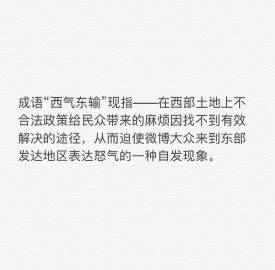 成语“西气东输”现指——在西部土地上不
合法政策给民众带来的麻烦因找不到有效
解决的途径，从而迫使微博大众来到东部
发达地区表达怒气的一种自发现象。